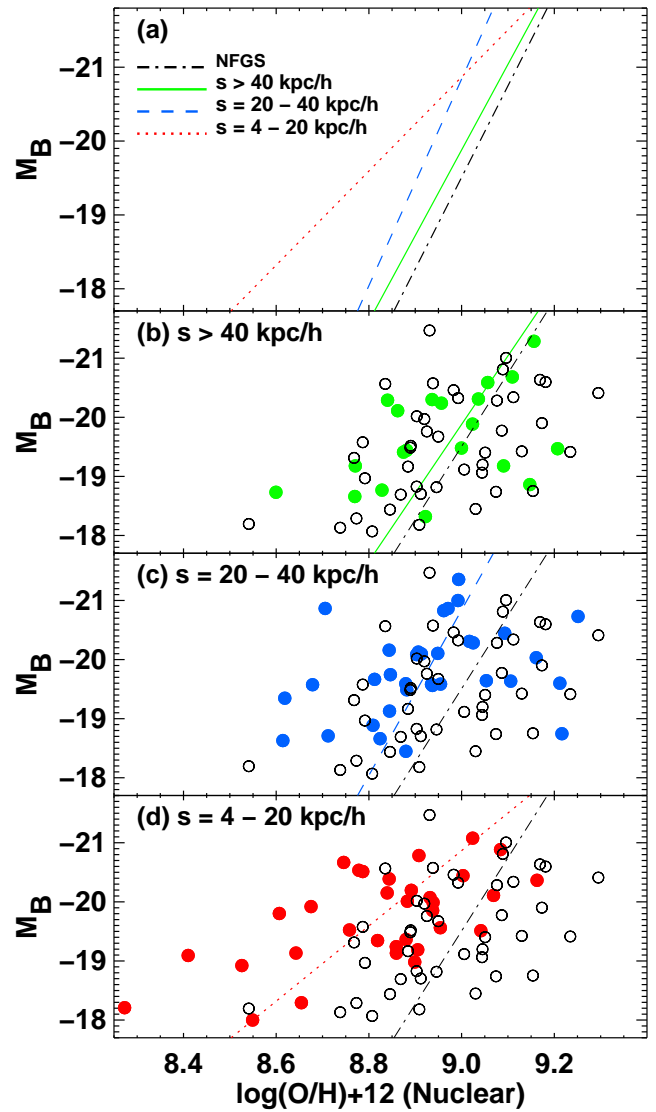 (a)
NFGS
s > 40 kpc/h
s = 20 – 40 kpc/h
s = 4 – 20 kpc/h
M_B
−21
−20
−19
−18
(b) s > 40 kpc/h
M_B
−21
−20
−19
−18
(c) s = 20 – 40 kpc/h
M_B
−21
−20
−19
−18
(d) s = 4 – 20 kpc/h
M_B
−21
−20
−19
−18
8.4 8.6 8.8 9.0 9.2
log(O/H)+12 (Nuclear)